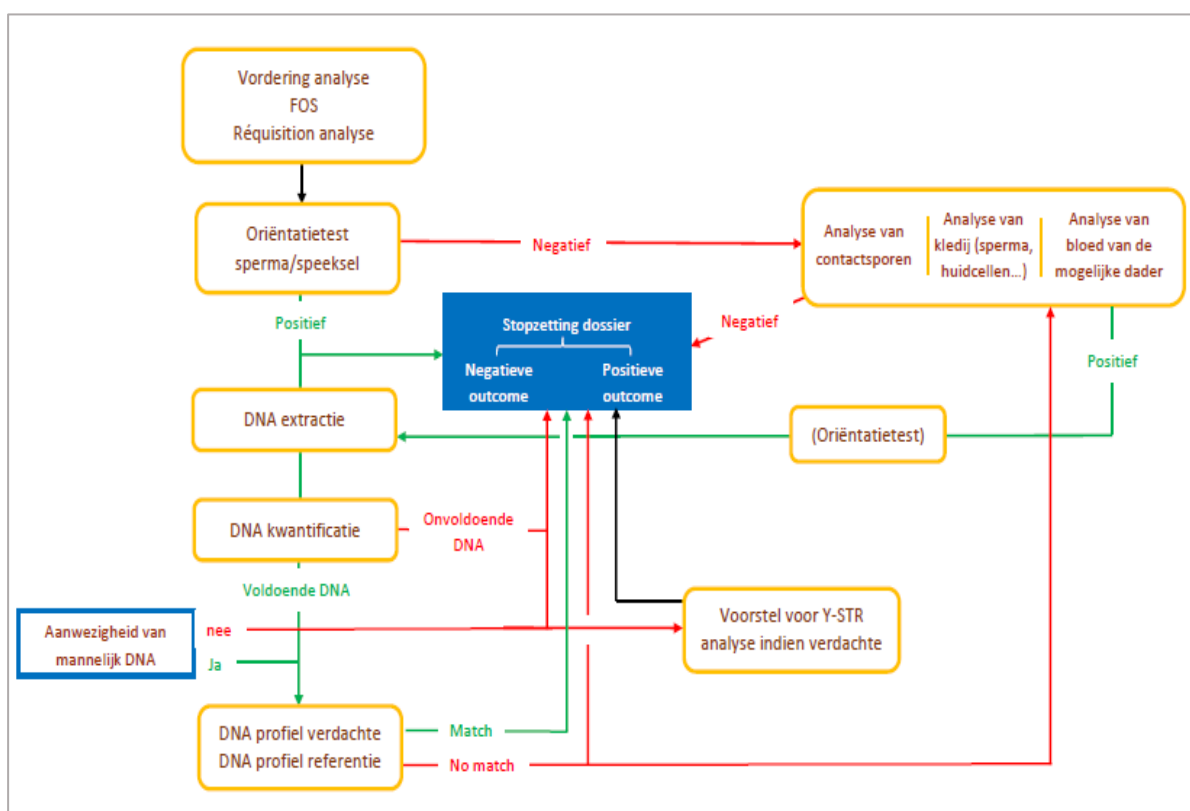 Vordering analyse
FOS
Réquisition analyse
Oriëntatietest
sperma/speeksel
Negatief
Analyse van
contactsporen
Analyse van
kledij (sperma,
huidcellen...)
Analyse van
bloed van de
mogelijke dader
Positief
Stopzetting dossier
Negatieve
outcome
Positieve
outcome
Negatief
Positief
DNA extractie
(Oriëntatietest)
DNA kwantificatie
Onvoldoende
DNA
Voldoende DNA
Aanwezigheid van
mannelijk DNA
nee
Ja
Voorstel voor Y-STR
analyse indien verdachte
DNA profiel verdachte
DNA profiel referentie
Match
No match